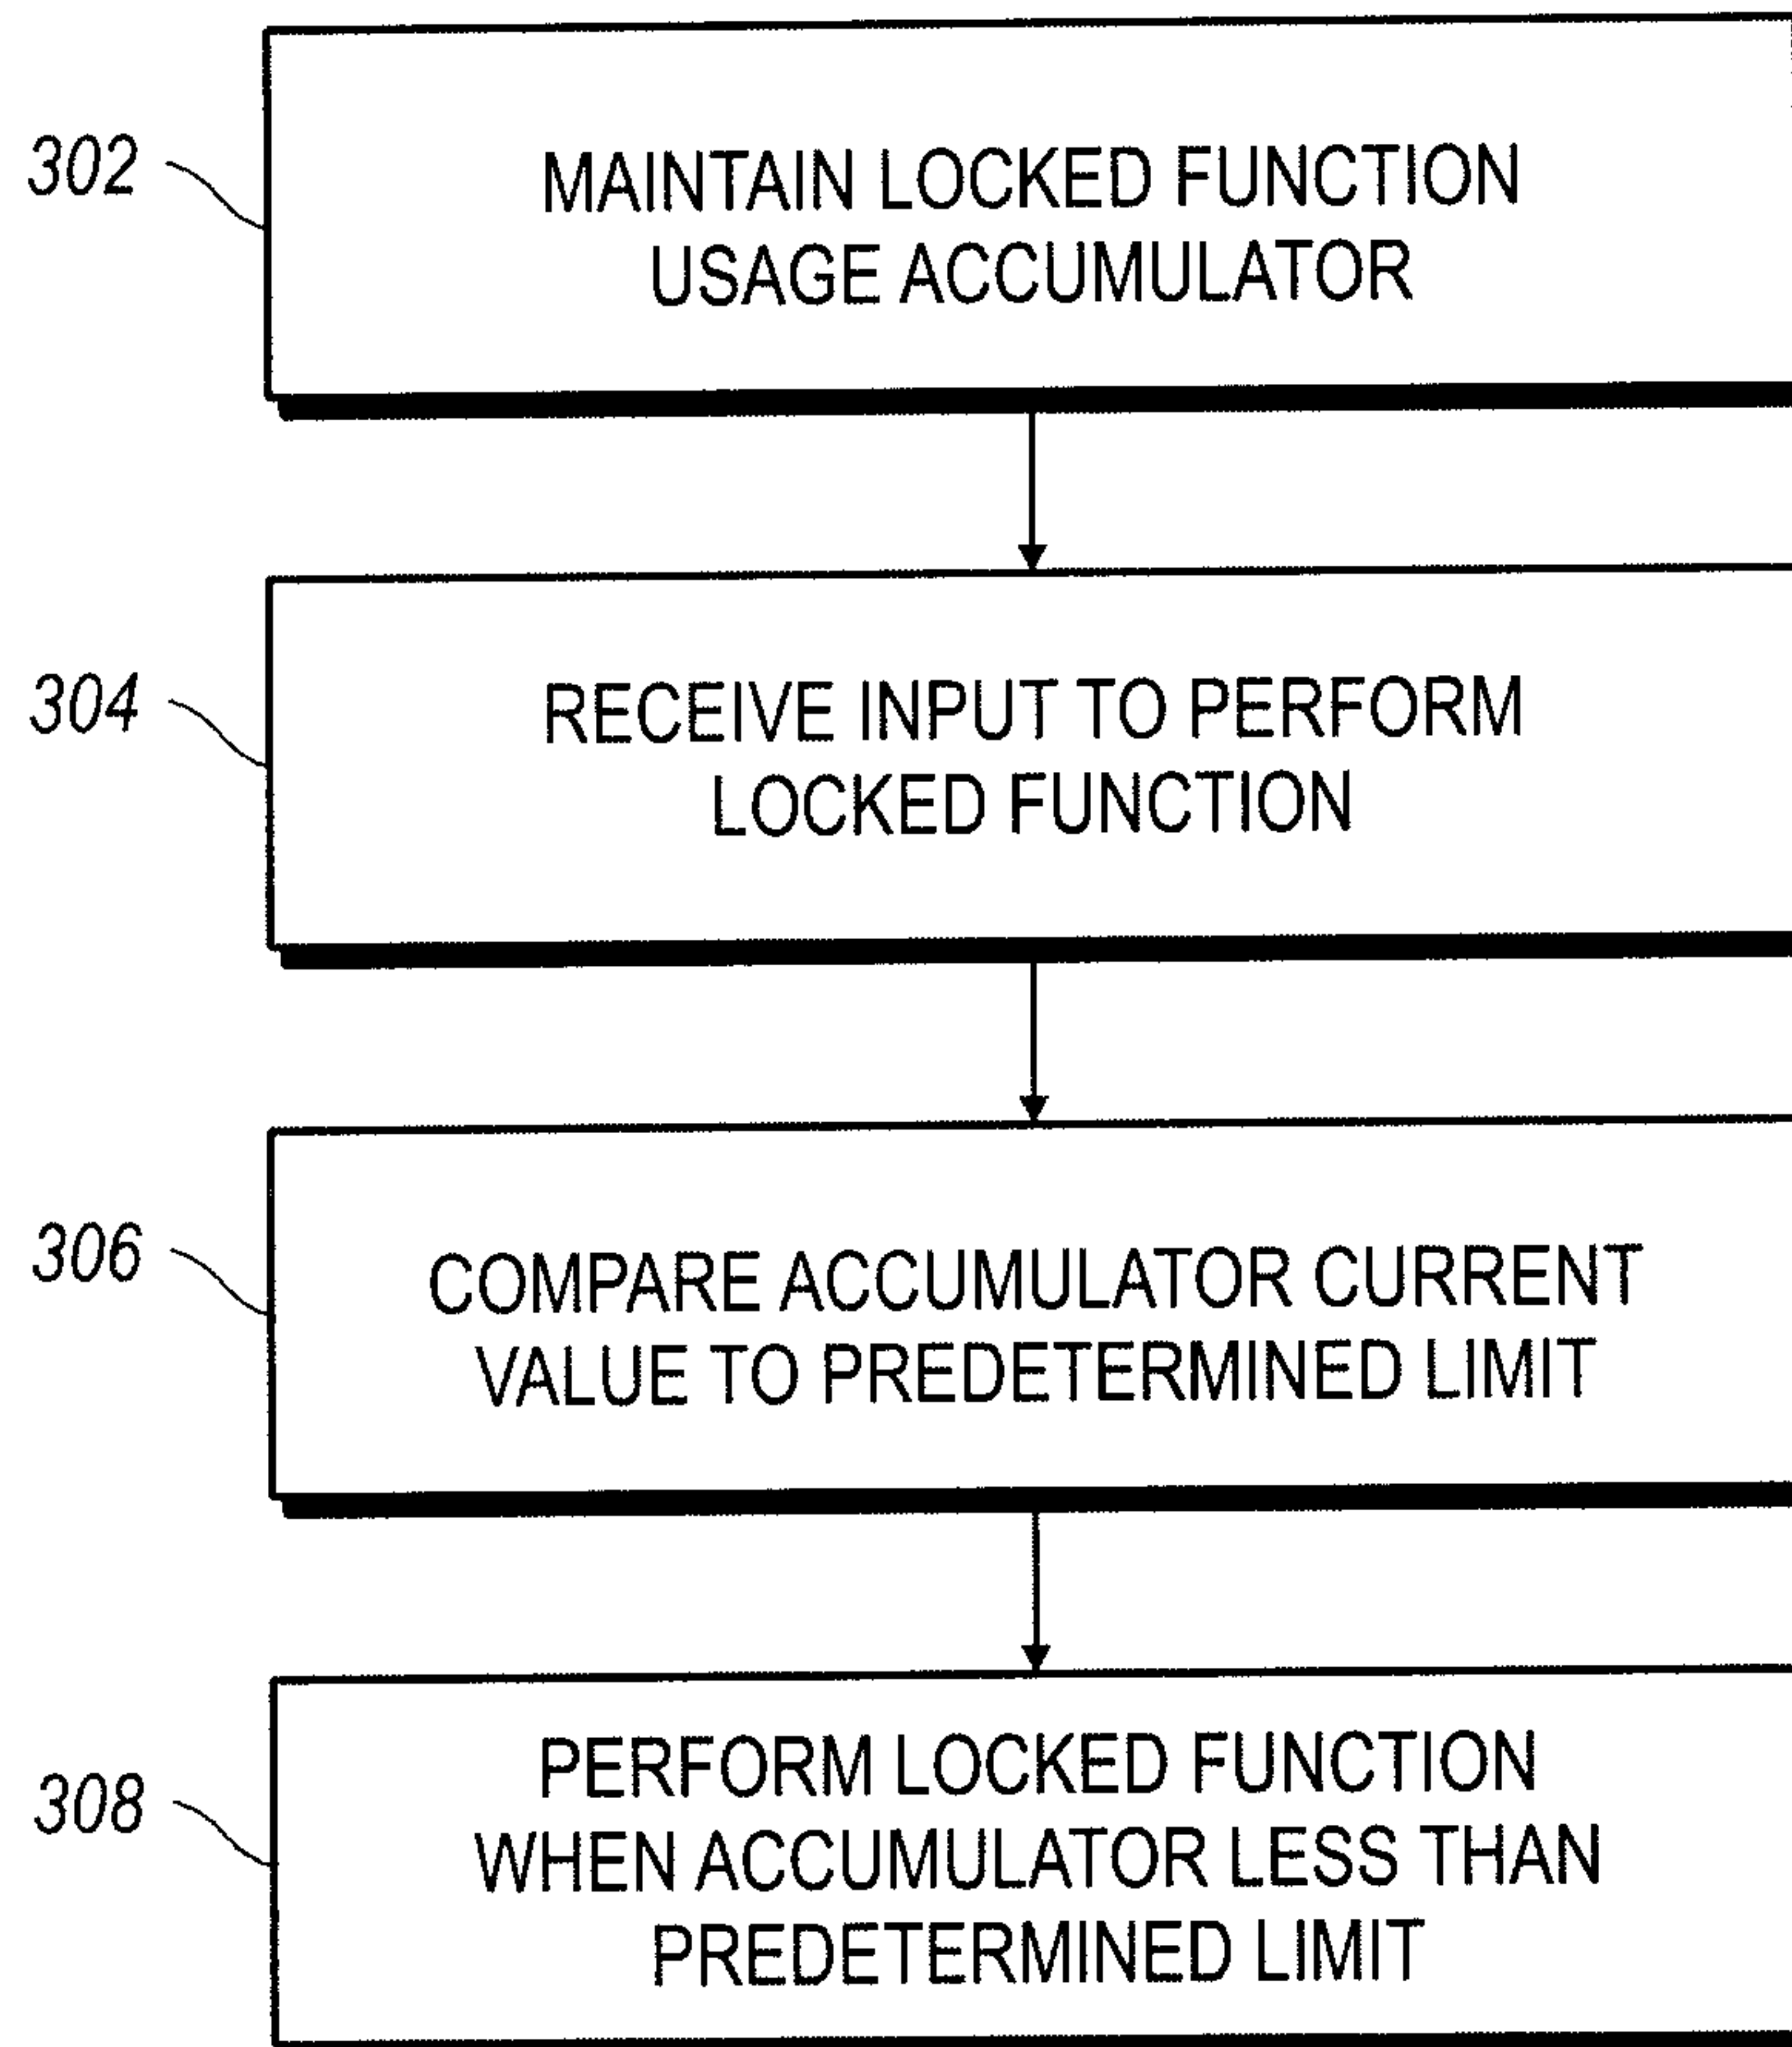 302
MAINTAIN LOCKED FUNCTION
USAGE ACCUMULATOR
304
RECEIVE INPUT TO PERFORM
LOCKED FUNCTION
306
COMPARE ACCUMULATOR CURRENT
VALUE TO PREDETERMINED LIMIT
308
PERFORM LOCKED FUNCTION
WHEN ACCUMULATOR LESS THAN
PREDETERMINED LIMIT